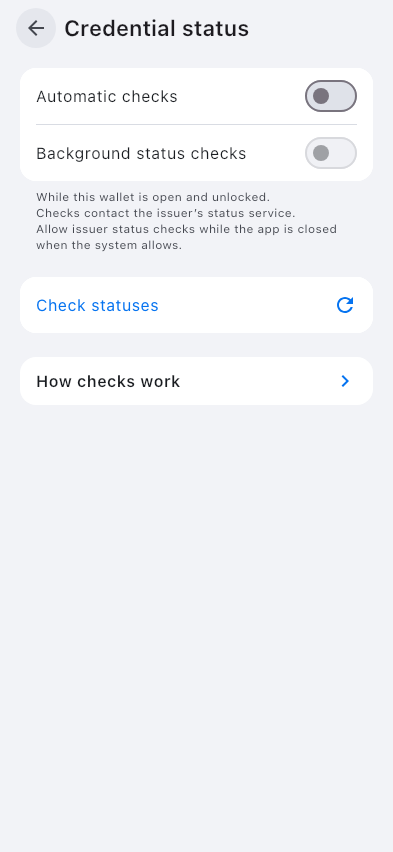 Credential status
Automatic checks
Background status checks
While this wallet is open and unlocked.
Checks contact the issuer's status service.
Allow issuer status checks while the app is closed
when the system allows.
Check statuses
How checks work